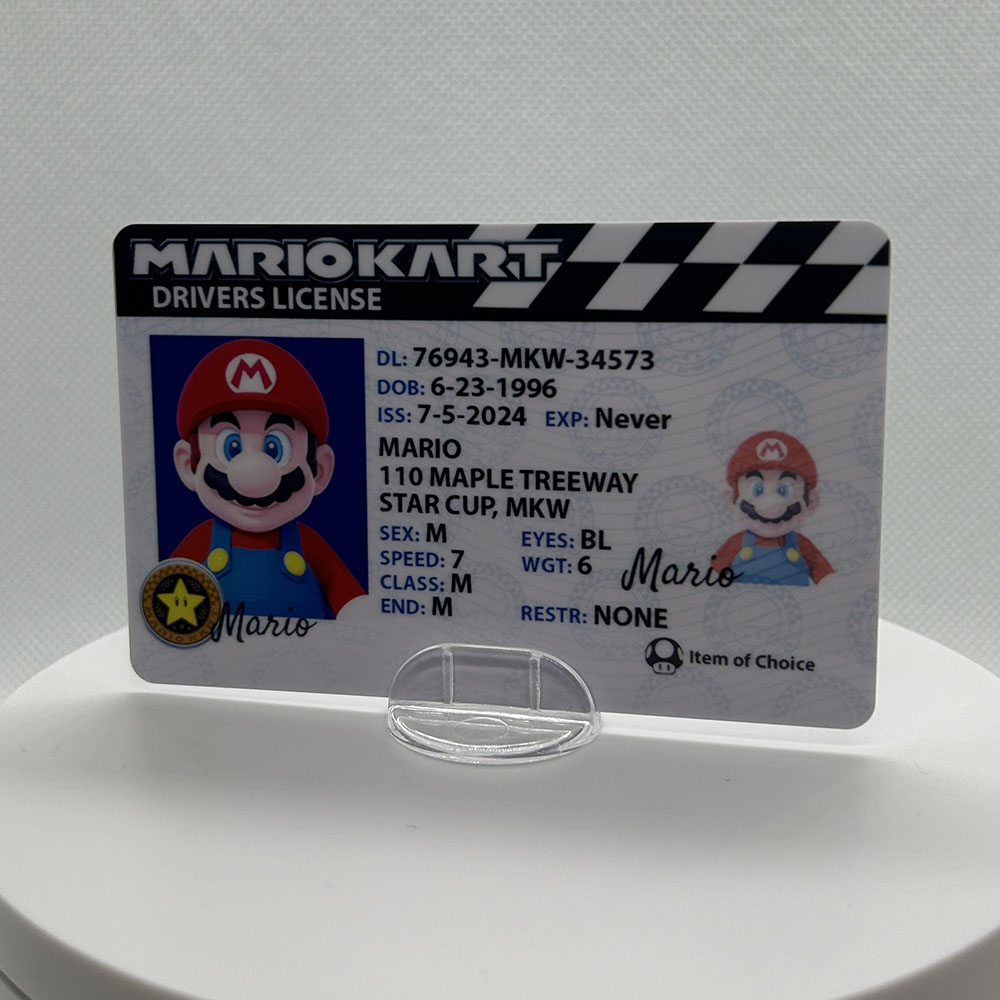 MARIOKART
DRIVERS LICENSE
DL: 76943-MKW-34573
DOB: 6-23-1996
ISS: 7-5-2024 EXP: Never
MARIO
110 MAPLE TREEWAY
STAR CUP, MKW
SEX: M EYES: BL
SPEED: 7 WGT: 6
CLASS: M
END: M RESTR: NONE
Mario
Mario
MARIO KART
Item of Choice
M
M